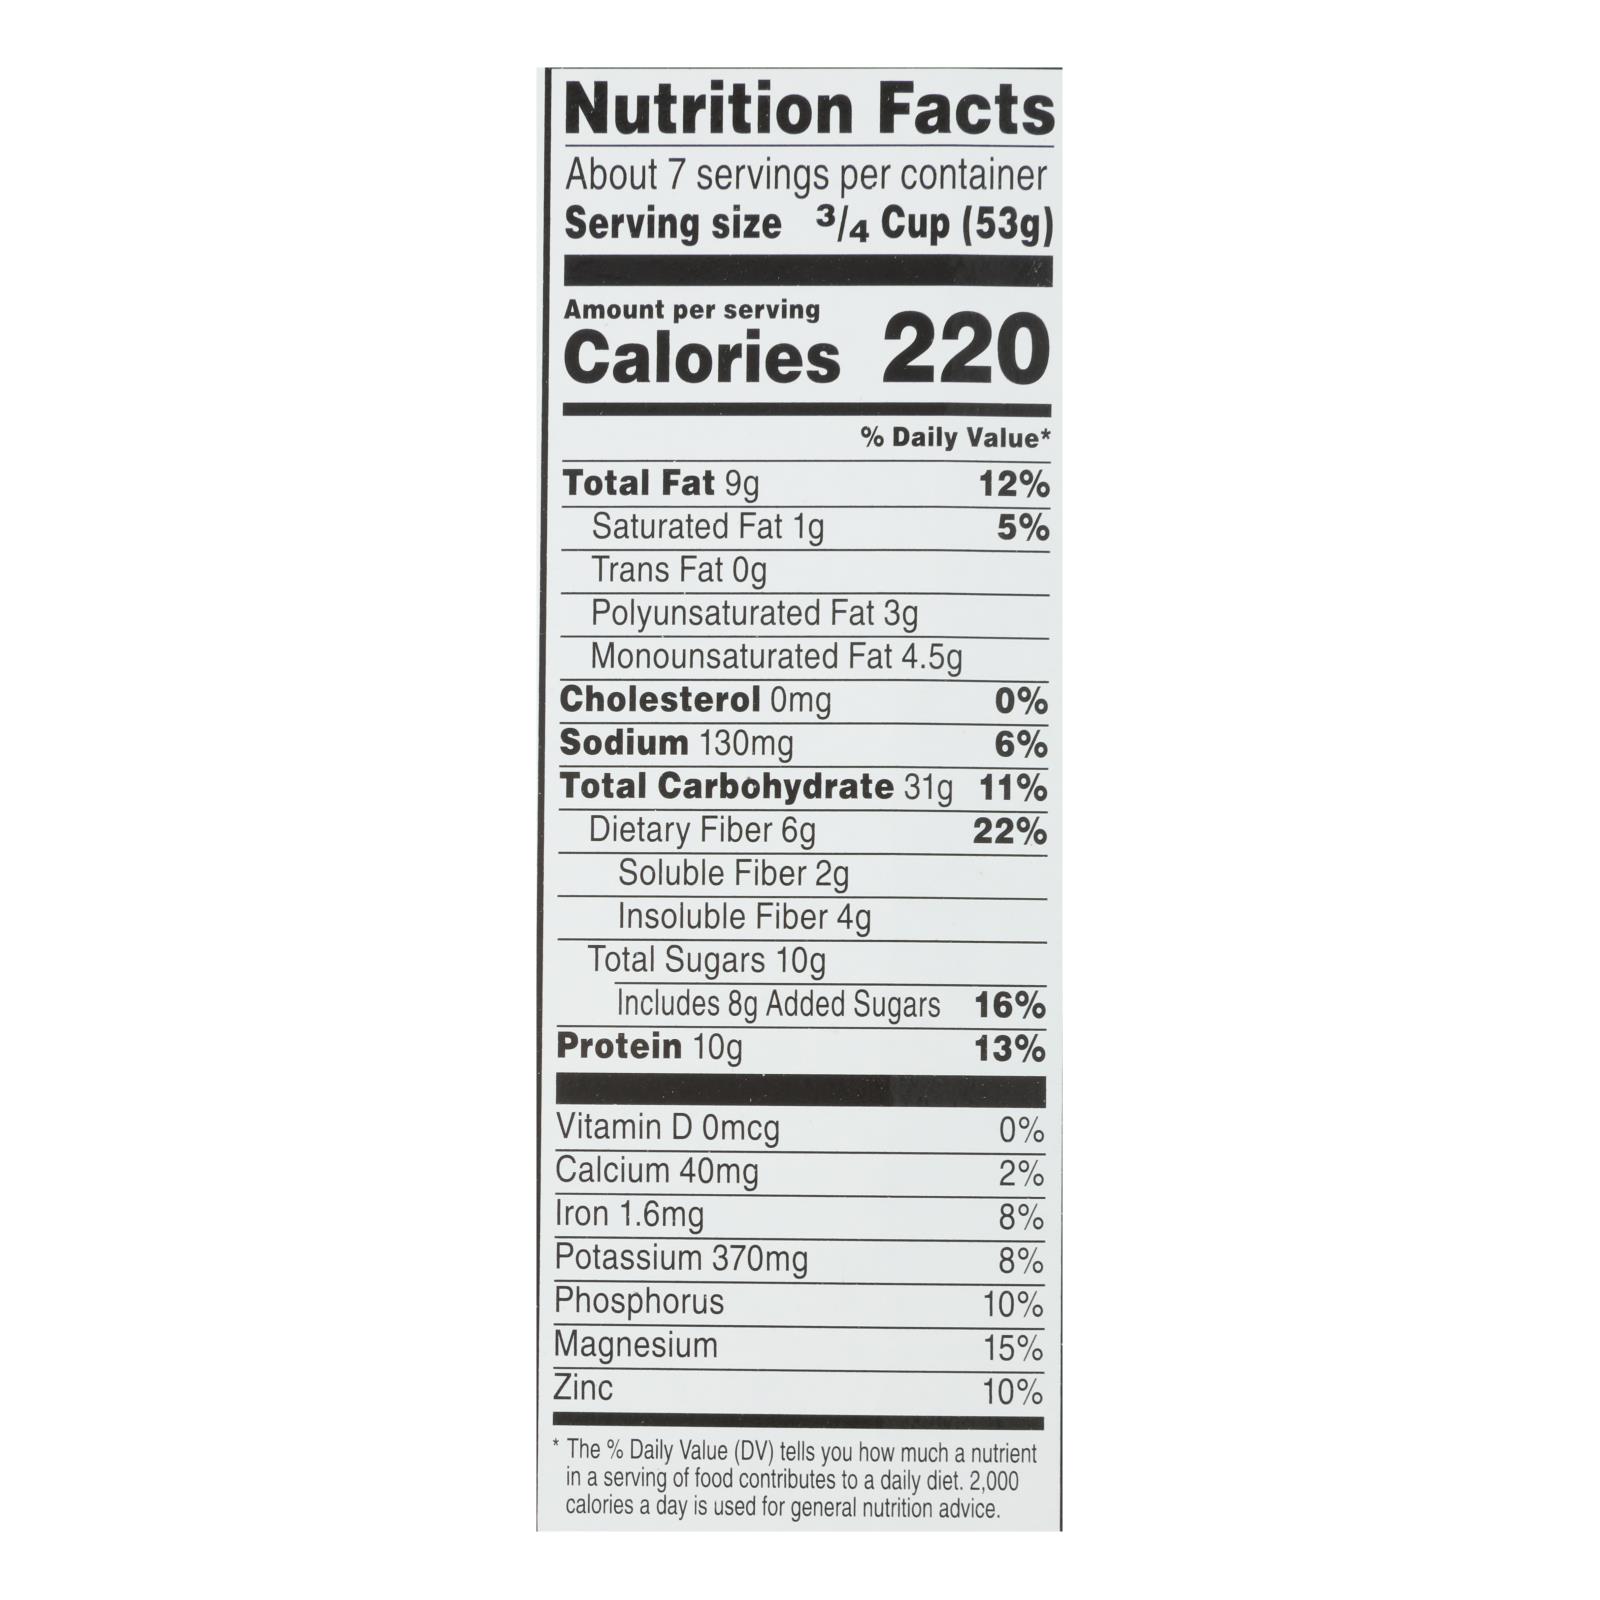 Nutrition Facts
About 7 servings per container
Serving size 3/4 Cup (53g)
Amount per serving
Calories 220
% Daily Value*
Total Fat 9g 12%
Saturated Fat 1g 5%
Trans Fat 0g
Polyunsaturated Fat 3g
Monounsaturated Fat 4.5g
Cholesterol 0mg 0%
Sodium 130mg 6%
Total Carbohydrate 31g 11%
Dietary Fiber 6g 22%
Soluble Fiber 2g
Insoluble Fiber 4g
Total Sugars 10g
Includes 8g Added Sugars 16%
Protein 10g 13%
Vitamin D 0mcg 0%
Calcium 40mg 2%
Iron 1.6mg 8%
Potassium 370mg 8%
Phosphorus 10%
Magnesium 15%
Zinc 10%
* The % Daily Value (DV) tells you how much a nutrient
in a serving of food contributes to a daily diet. 2,000
calories a day is used for general nutrition advice.